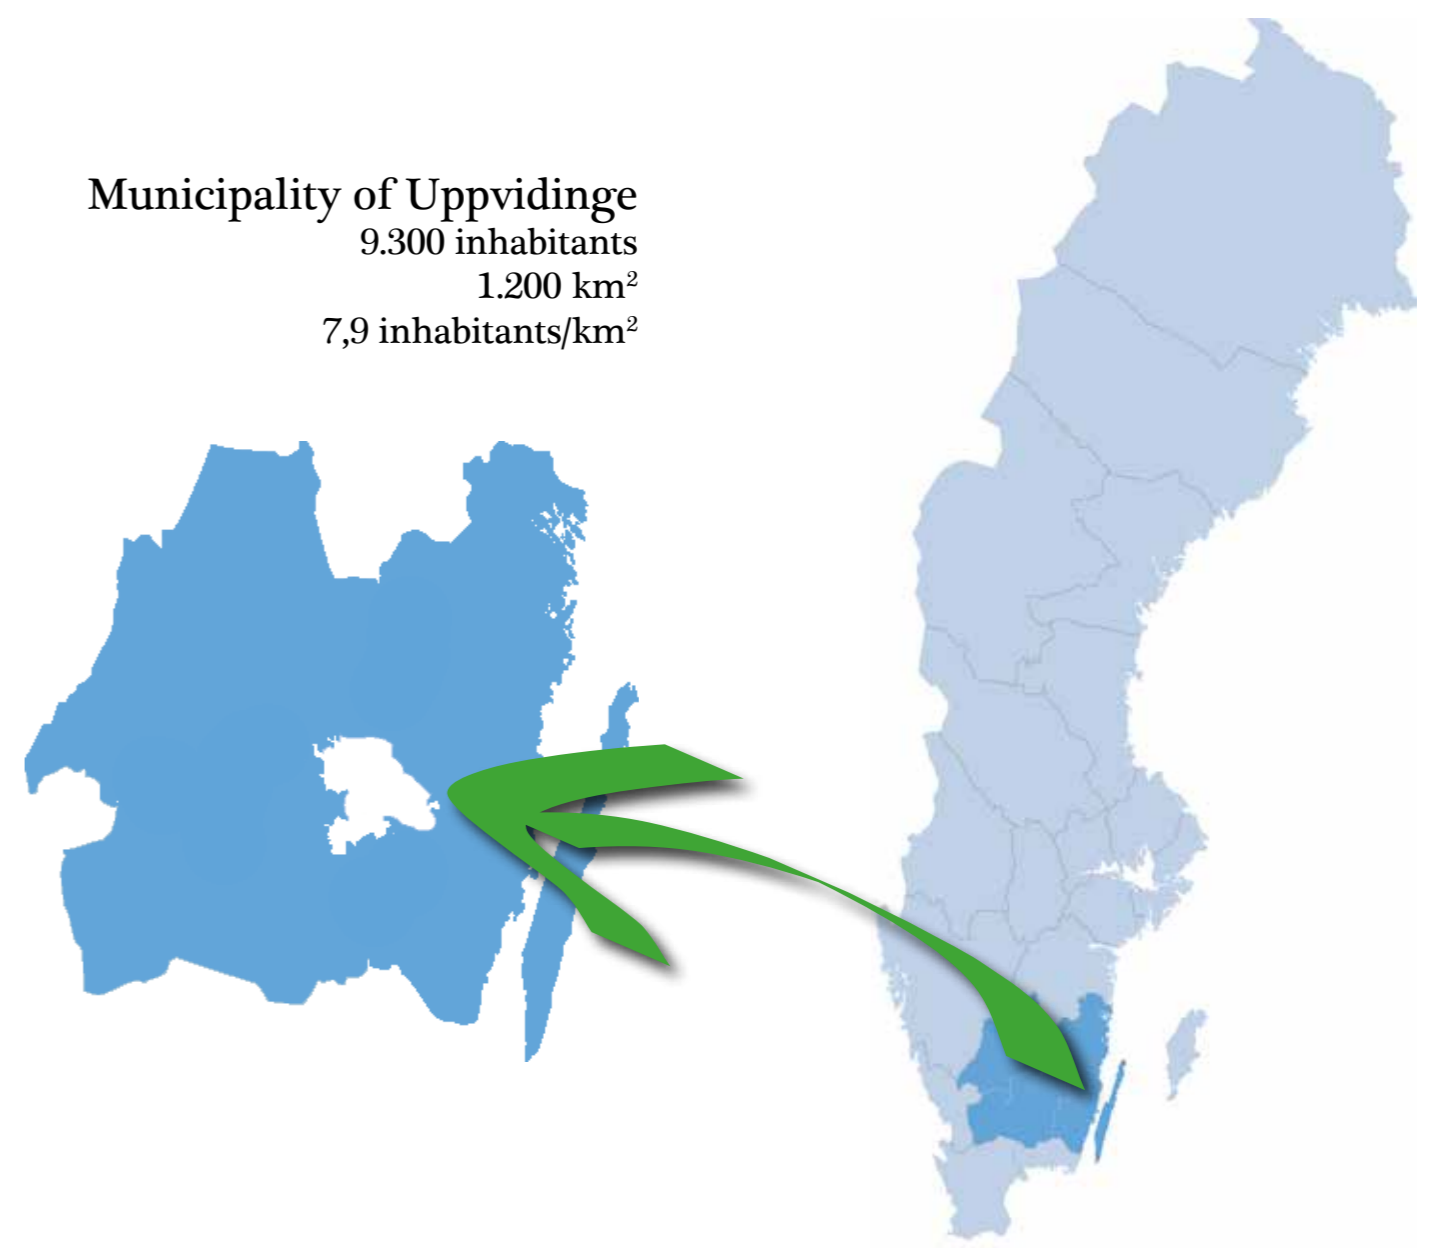 Municipality of Uppvidinge
9.300 inhabitants
1.200 km²
7,9 inhabitants/km²